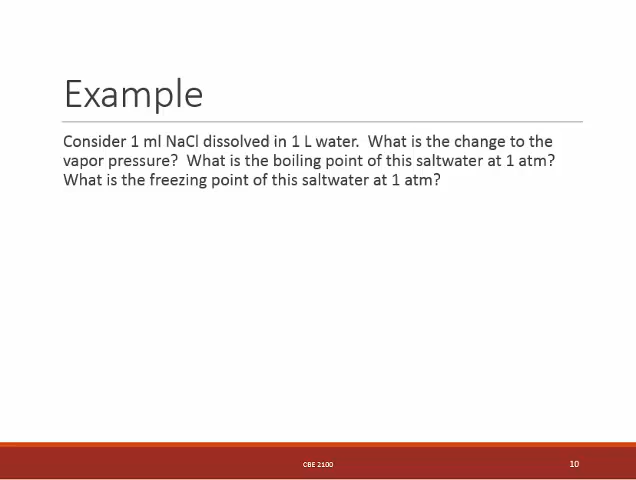 Example
Consider 1 ml NaCl dissolved in 1 L water. What is the change to the
vapor pressure? What is the boiling point of this saltwater at 1 atm?
What is the freezing point of this saltwater at 1 atm?
CBE 2100
10